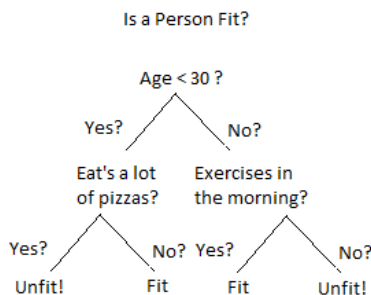 Is a Person Fit?
Age < 30 ?
Yes?
No?
Eat's a lot
of pizzas?
Exercises in
the morning?
Yes?
No?
Yes?
No?
Unfit!
Fit
Fit
Unfit!